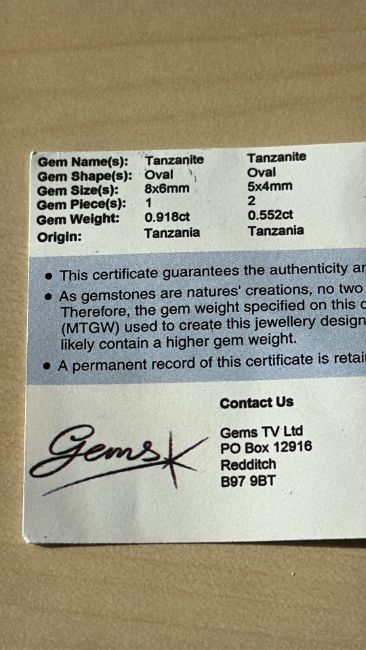 Gem Name(s): Tanzanite Tanzanite
Gem Shape(s): Oval Oval
Gem Size(s): 8x6mm 5x4mm
Gem Piece(s): 1 2
Gem Weight: 0.918ct 0.552ct
Origin: Tanzania Tanzania
• This certificate guarantees the authenticity
• As gemstones are natures' creations, no two
Therefore, the gem weight specified on this
(MTGW) used to create this jewellery design
likely contain a higher gem weight.
• A permanent record of this certificate is
Contact Us
Gems TV Ltd
PO Box 12916
Redditch
B97 9BT
Gems